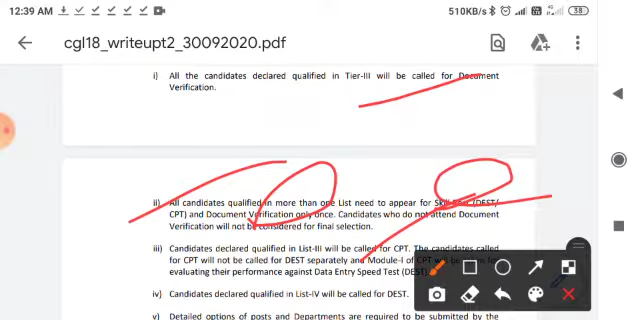 12:39 AM 510KB/s 38
cgl18_writeupt2_30092020.pdf
i) All the candidates declared qualified in Tier-III will be called for Document
Verification.
ii) All candidates qualified in more than one List need to appear for Skill Test (DEST/
CPT) and Document Verification only once. Candidates who do not attend Document
Verification will not be considered for final selection.
iii) Candidates declared qualified in List-III will be called for CPT. The candidates called
for CPT will not be called for DEST separately and Module-I of CPT will be
evaluating their performance against Data Entry Speed Test (DEST).
iv) Candidates declared qualified in List-IV will be called for DEST.
v) Detailed options of posts and Departments are required to be submitted by the